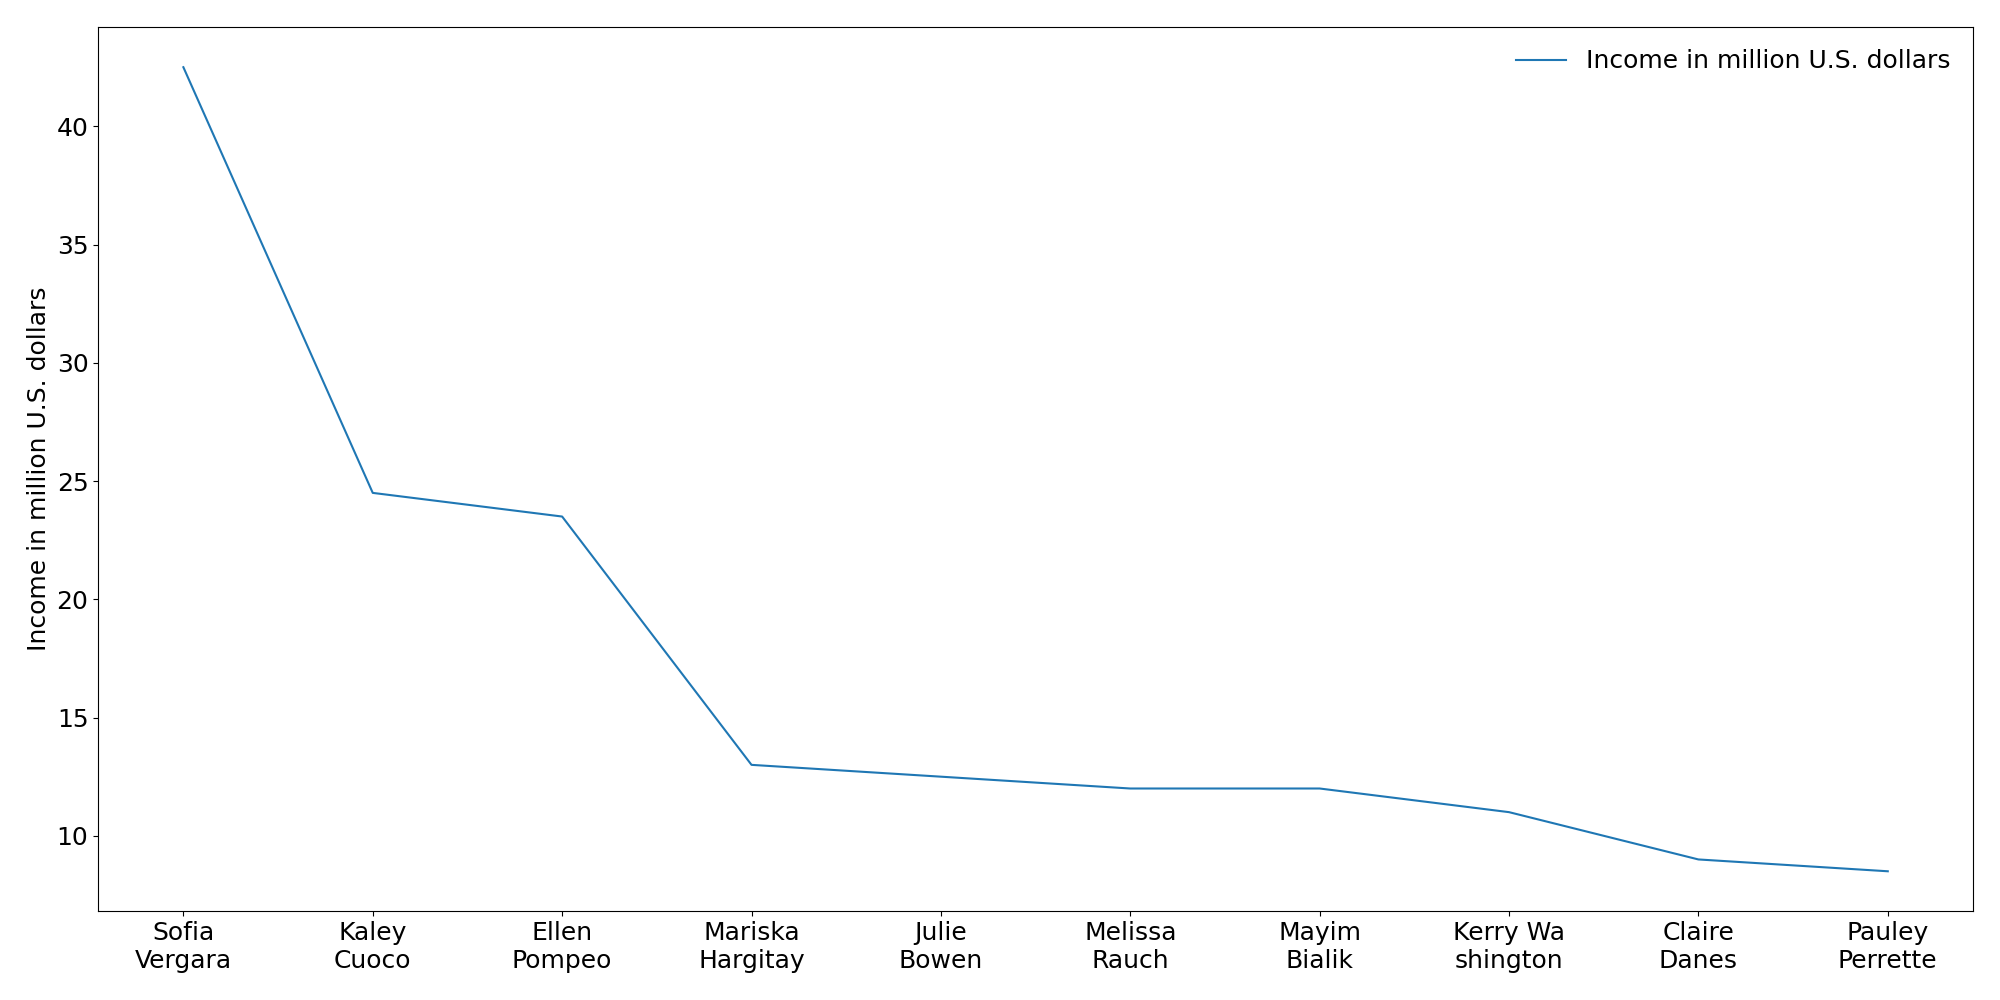 Income in million U.S. dollars
40
35
30
25
20
15
10
Income in million U.S. dollars
Sofia
Vergara
Kaley
Cuoco
Ellen
Pompeo
Mariska
Hargitay
Julie
Bowen
Melissa
Rauch
Mayim
Bialik
Kerry Wa
shington
Claire
Danes
Pauley
Perrette